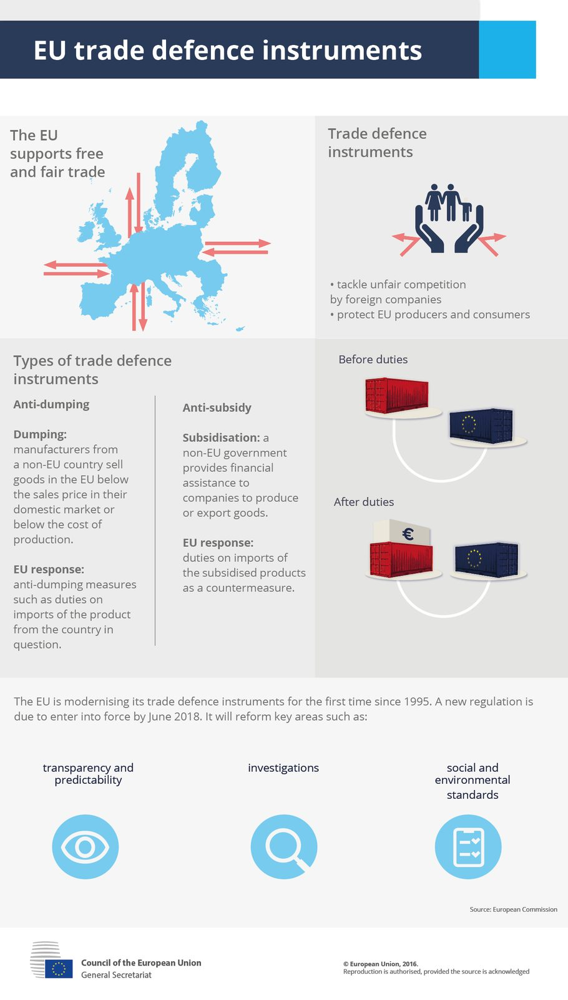 EU trade defence instruments
The EU
supports free
and fair trade
Trade defence
instruments
• tackle unfair competition
by foreign companies
• protect EU producers and consumers
Types of trade defence
instruments
Anti-dumping
Dumping:
manufacturers from
a non-EU country sell
goods in the EU below
the sales price in their
domestic market or
below the cost of
production.
EU response:
anti-dumping measures
such as duties on
imports of the product
from the country in
question.
Anti-subsidy
Subsidisation: a
non-EU government
provides financial
assistance to
companies to produce
or export goods.
EU response:
duties on imports of
the subsidised products
as a countermeasure.
Before duties
After duties
€
The EU is modernising its trade defence instruments for the first time since 1995. A new regulation is
due to enter into force by June 2018. It will reform key areas such as:
transparency and
predictability
investigations
social and
environmental
standards
Source: European Commission
Council of the European Union
General Secretariat
© European Union, 2016.
Reproduction is authorised, provided the source is acknowledged